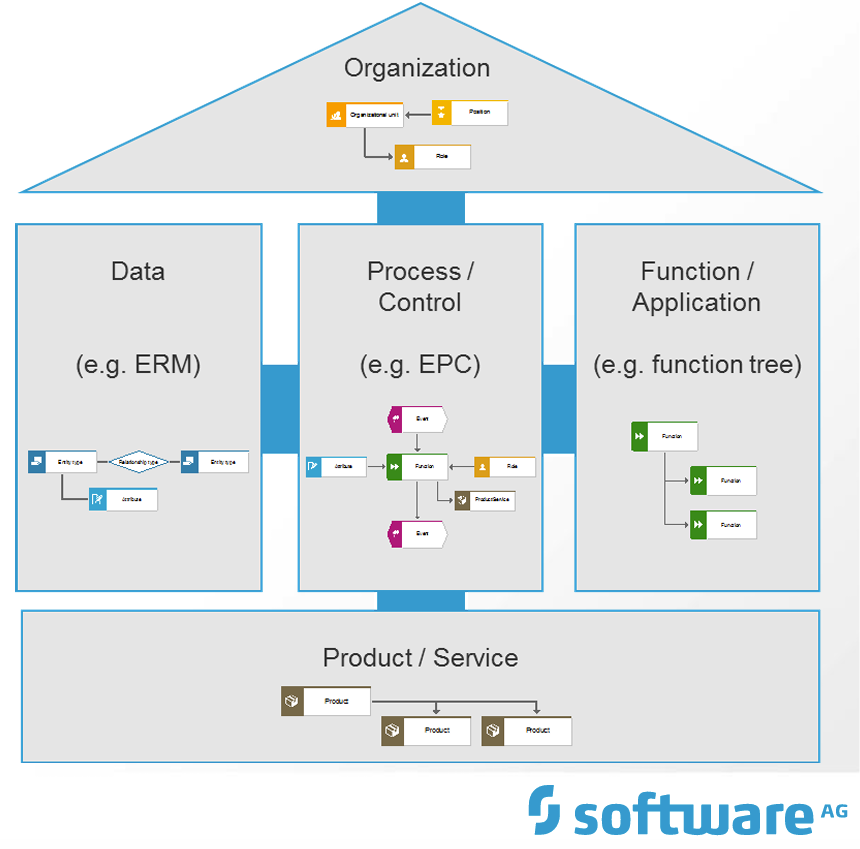 Organization
Organizational unit
Position
Role
Data
(e.g. ERM)
Entity type
Relationship type
Entity type
Attribute
Process /
Control
(e.g. EPC)
Event
Attribute
Function
Role
Product/Service
Event
Function /
Application
(e.g. function tree)
Function
Function
Function
Product / Service
Product
Product
Product
software AG